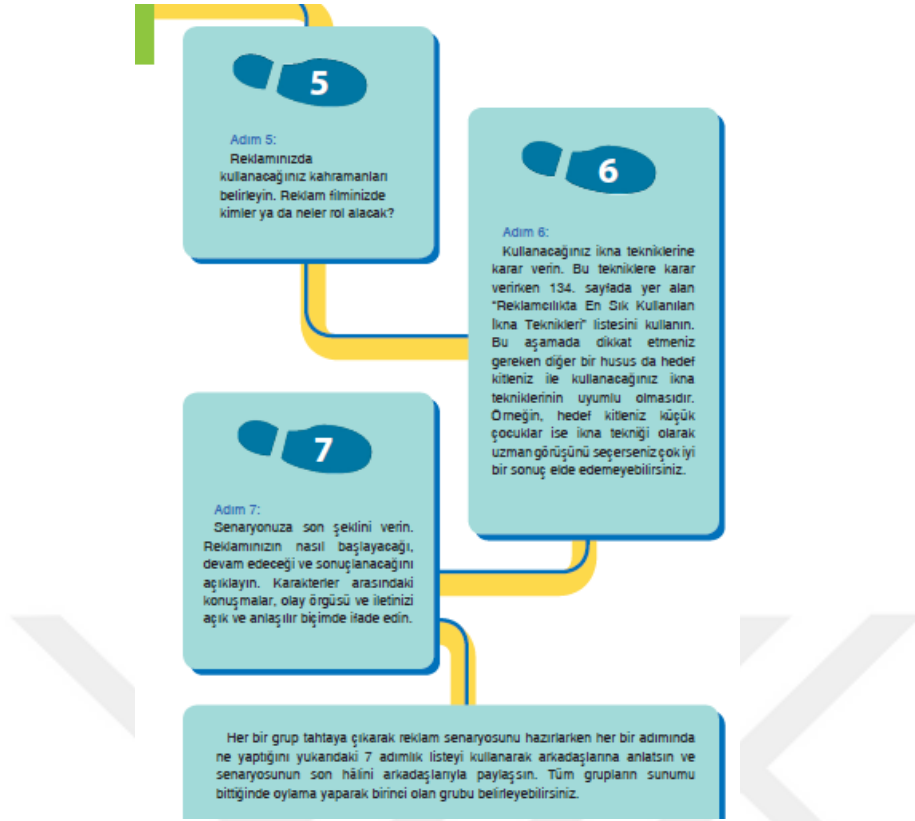 5
Adım 5:
Reklamınızda
kullanacağınız kahramanları
belirleyin. Reklam filminizde
kimler ya da neler rol alacak?
6
Adım 6:
Kullanacağınız ikna tekniklerine
karar verin. Bu tekniklere karar
verirken 134. sayfada yer alan
“Reklamcılıkta En Sık Kullanılan
İkna Teknikleri” listesini kullanın.
Bu aşamada dikkat etmeniz
gereken diğer bir husus da hedef
kitleniz ile kullanacağınız ikna
tekniklerinin uyumlu olmasıdır.
Örneğin, hedef kitleniz küçük
çocuklar ise ikna tekniği olarak
uzman görüşünü seçerseniz çok iyi
bir sonuç elde edemeyebilirsiniz.
7
Adım 7:
Senaryonuza son şeklini verin.
Reklamınızın nasıl başlayacağı,
devam edeceği ve sonuçlanacağını
açıklayın. Karakterler arasındaki
konuşmalar, olay örgüsü ve iletinizi
açık ve anlaşılır biçimde ifade edin.
Her bir grup tahtaya çıkarak reklam senaryosunu hazırlarken her bir adımında
ne yaptığını yukarıdaki 7 adımlık listeyi kullanarak arkadaşlarına anlatsın ve
senaryosunun son hâlini arkadaşlarıyla paylaşsın. Tüm grupların sunumu
bittiğinde oylama yaparak birinci olan grubu belirleyebilirsiniz.